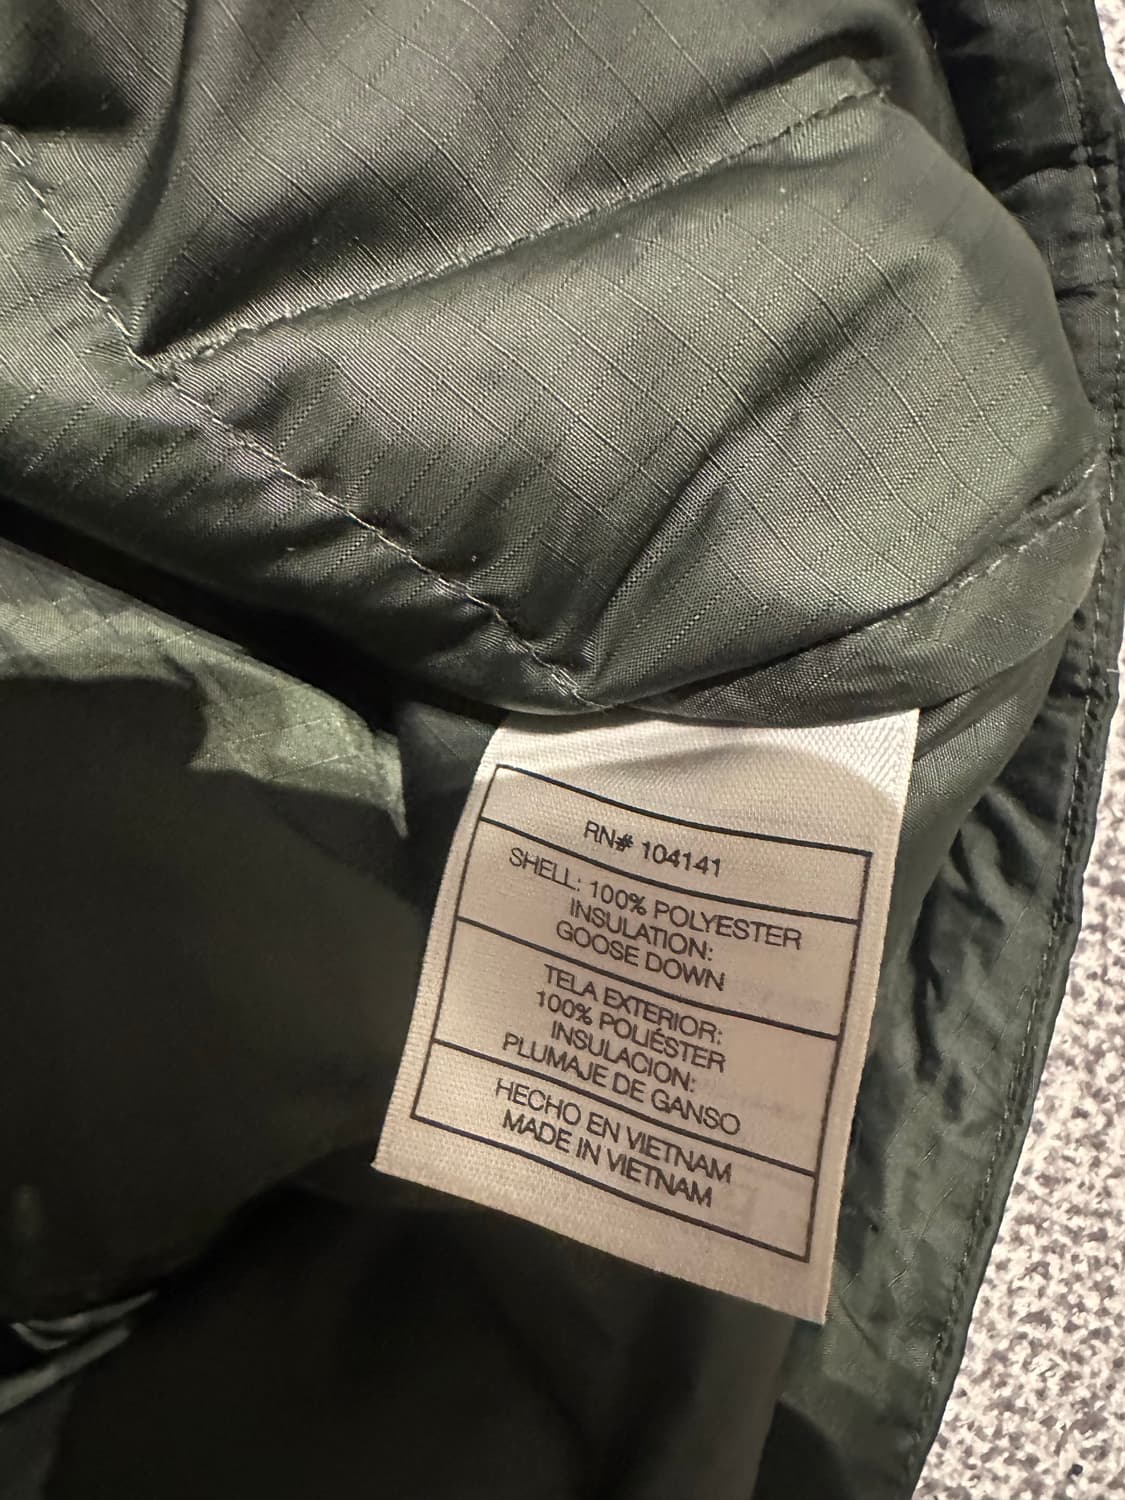 RN# 104141
SHELL: 100% POLYESTER
INSULATION:
GOOSE DOWN
TELA EXTERIOR:
100% POLIÉSTER
INSULACION:
PLUMAJE DE GANSO
HECHO EN VIETNAM
MADE IN VIETNAM